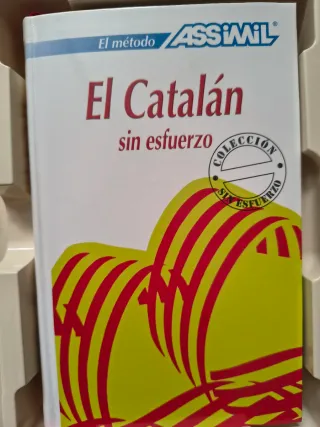 El método ASSiMiL®
El Catalán
sin esfuerzo
COLECCIÓN
SIN ESFUERZO